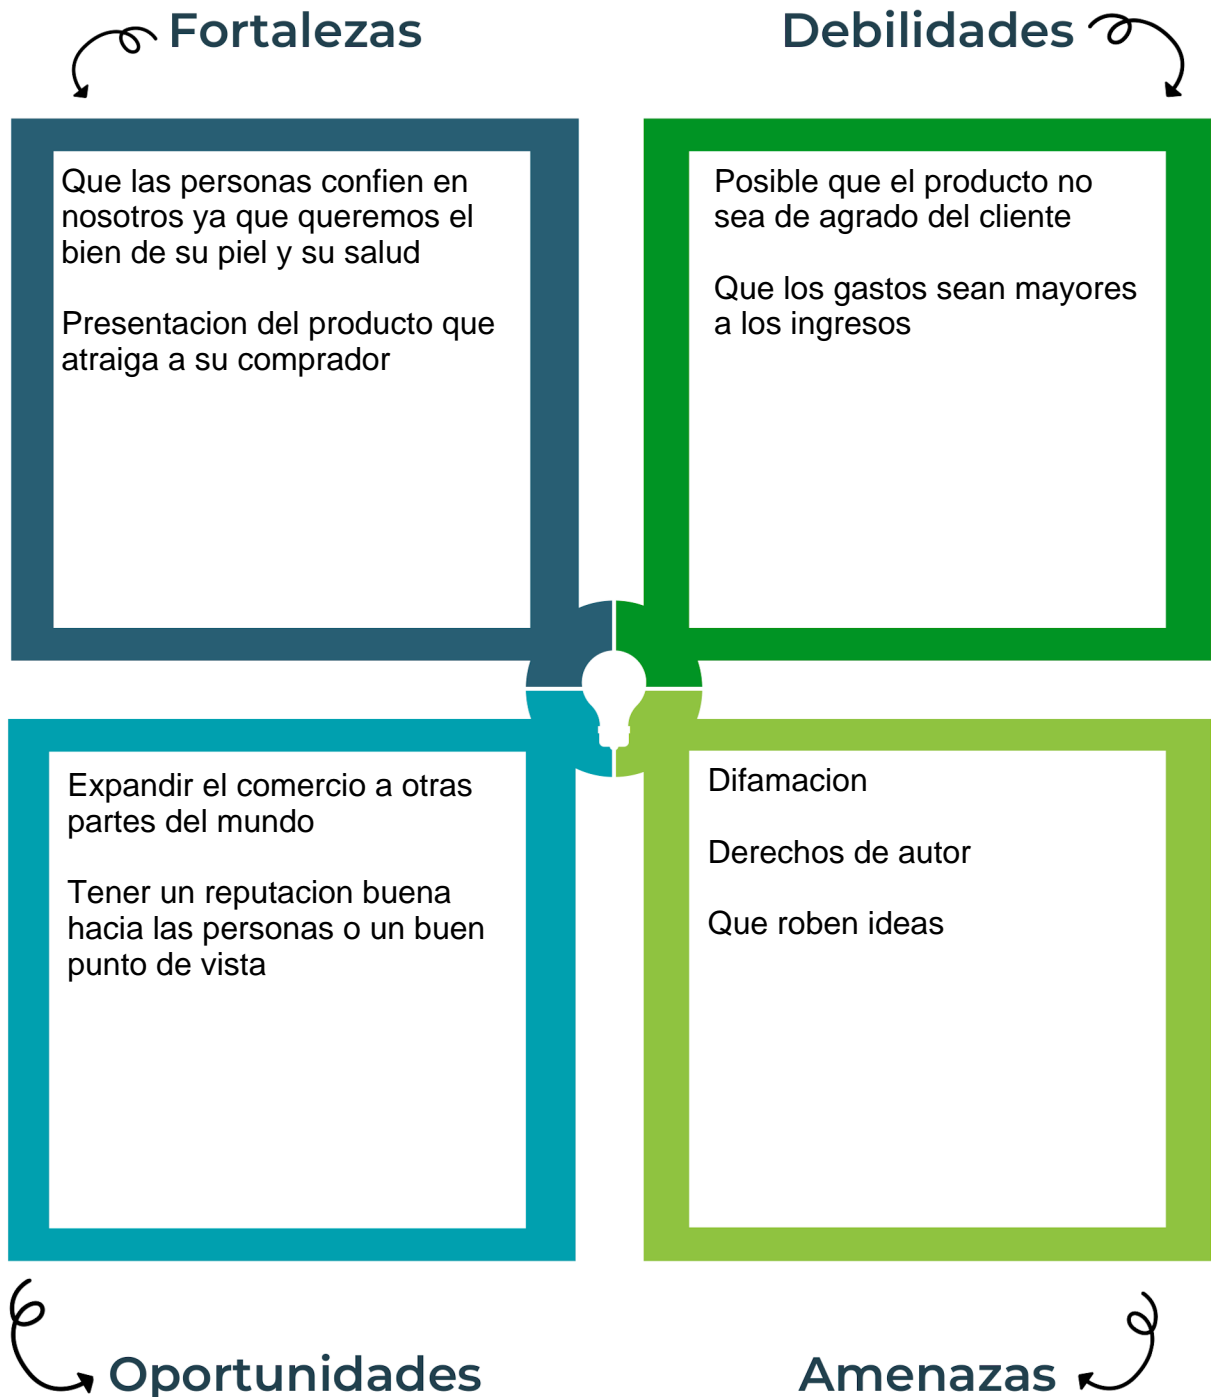 Fortalezas
Que las personas confien en
nosotros ya que queremos el
bien de su piel y su salud
Presentacion del producto que
atraiga a su comprador
Debilidades
Posible que el producto no
sea de agrado del cliente
Que los gastos sean mayores
a los ingresos
Expandir el comercio a otras
partes del mundo
Tener un reputacion buena
hacia las personas o un buen
punto de vista
Oportunidades
Difamacion
Derechos de autor
Que roben ideas
Amenazas